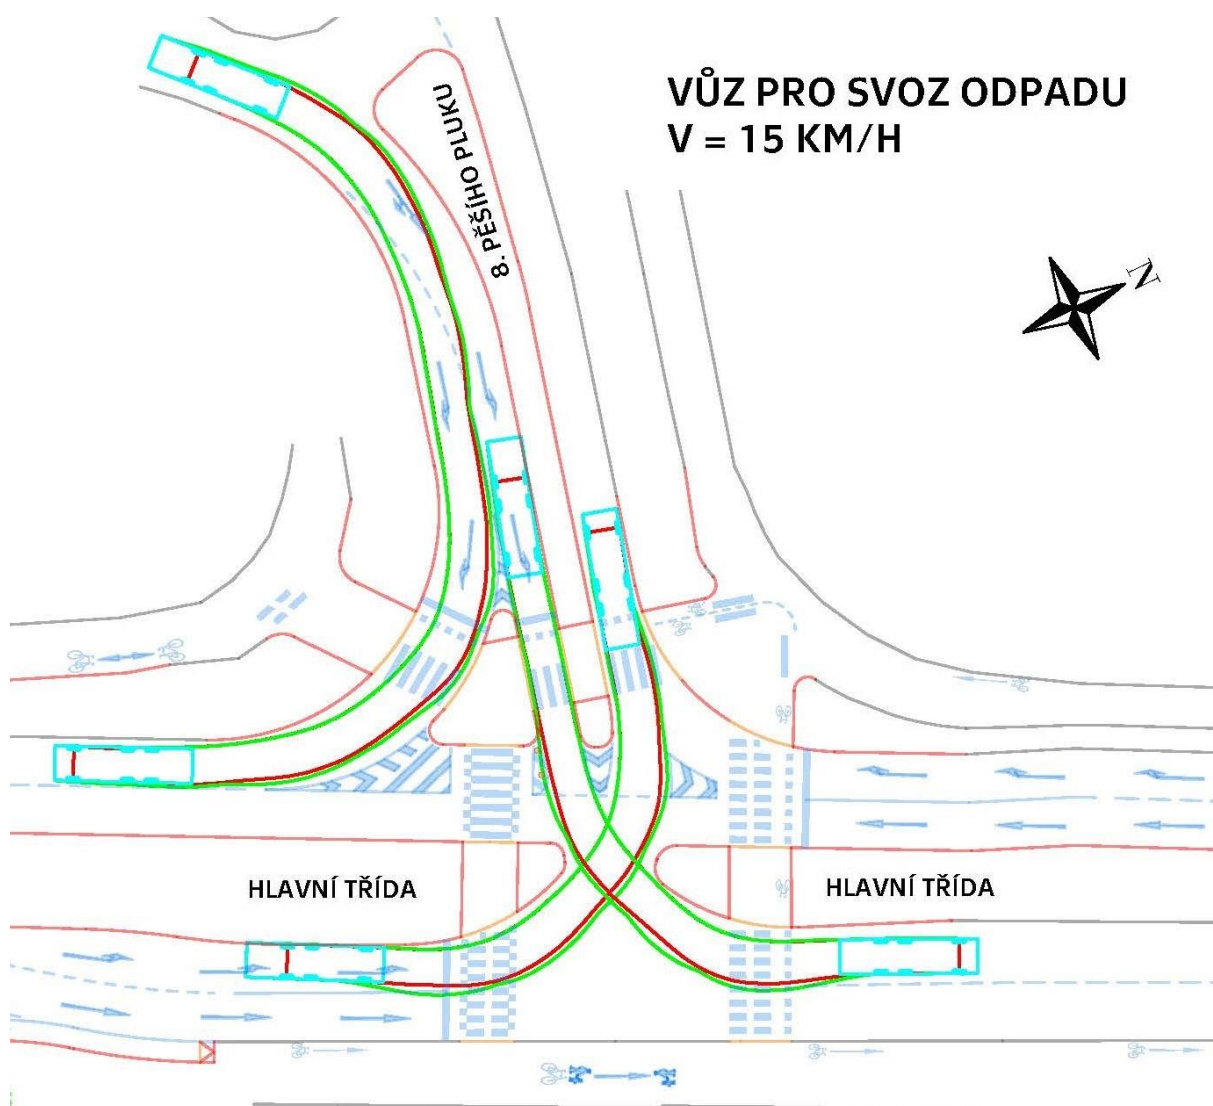 VŮZ PRO SVOZ ODPADU
V = 15 KM/H
8. PĚŠÍHO PLUKU
N
HLAVNÍ TŘÍDA
HLAVNÍ TŘÍDA